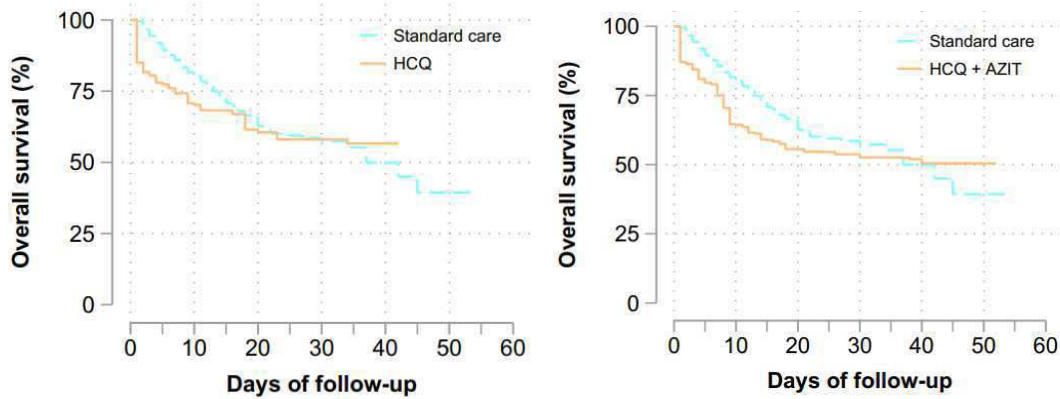 Overall survival (%)
100
75
50
25
0
Standard care
HCQ
0 10 20 30 40 50 60
Days of follow-up
Overall survival (%)
100
75
50
25
0
Standard care
HCQ + AZIT
0 10 20 30 40 50 60
Days of follow-up